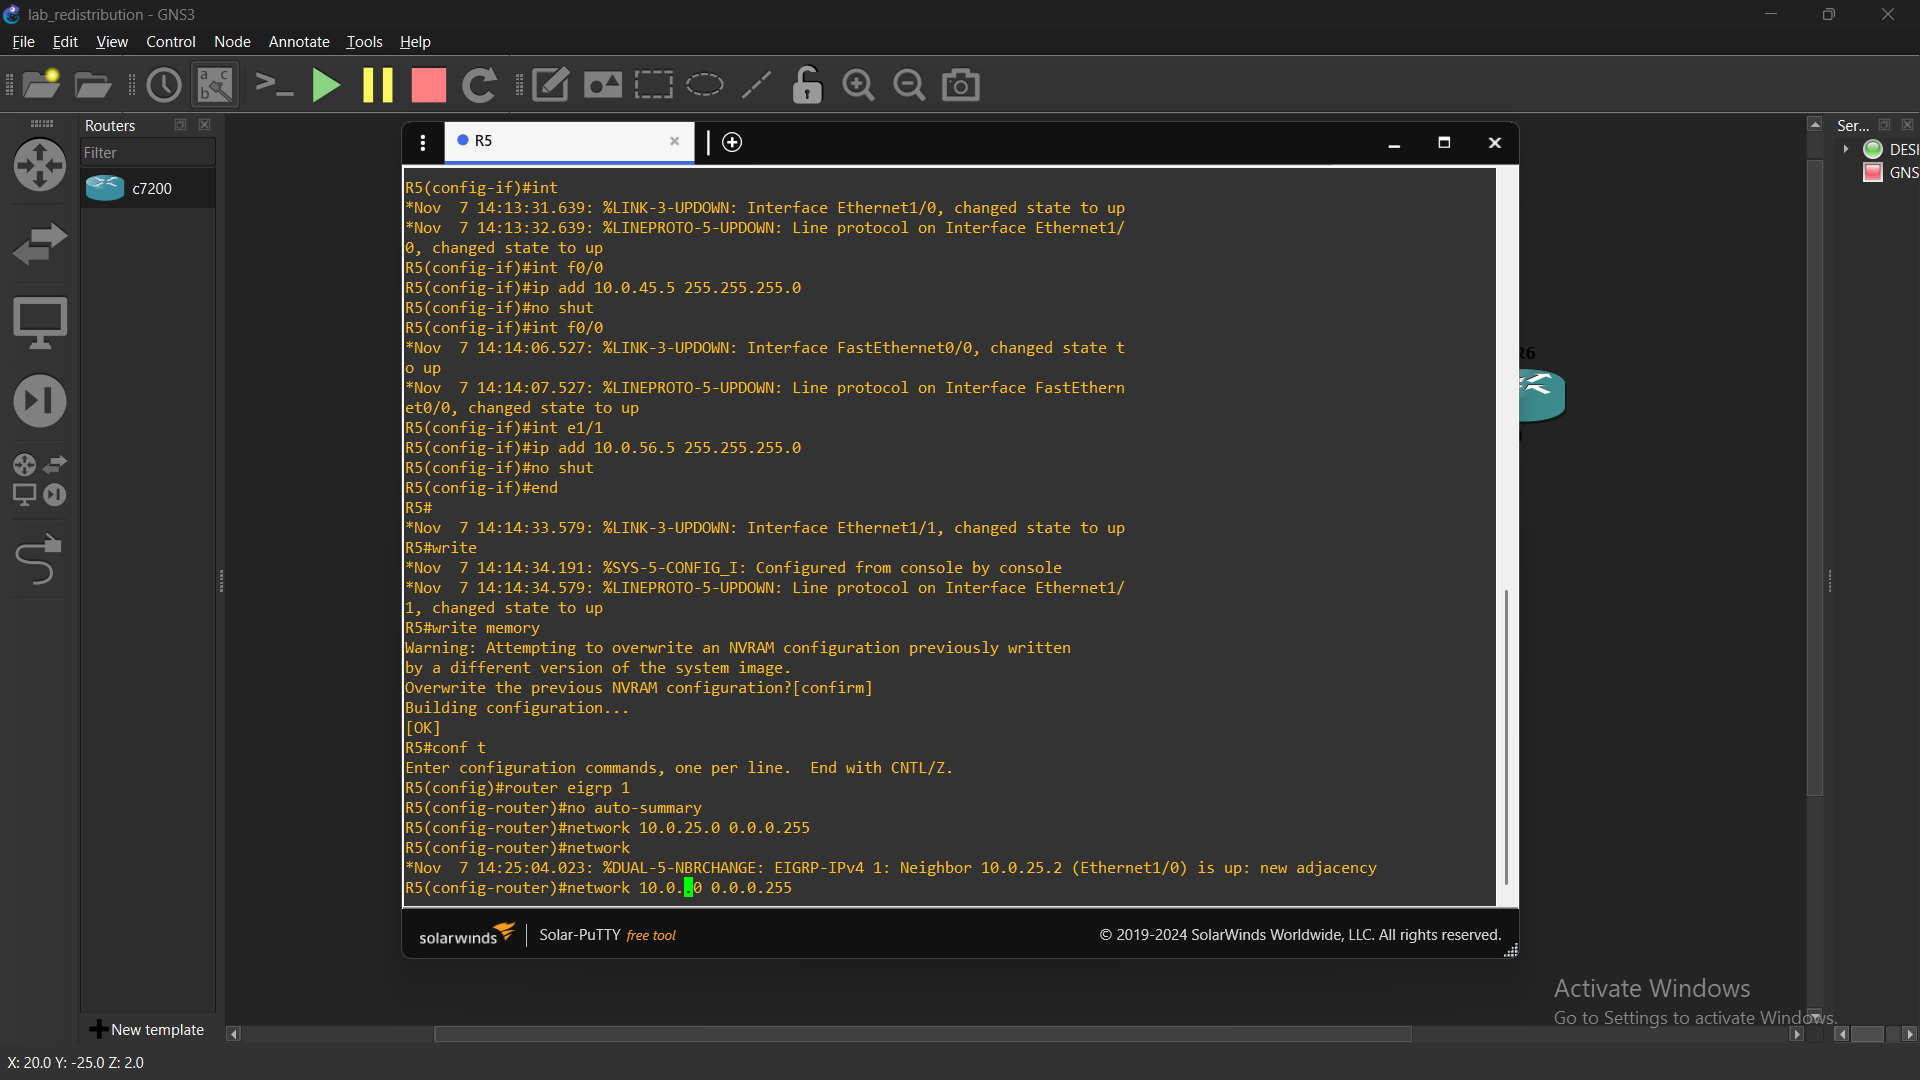 lab_redistribution - GNS3
File Edit View Control Node Annotate Tools Help
Routers
Filter
c7200
New template
R5
R5(config-if)#int
*Nov  7 14:13:31.639: %LINK-3-UPDOWN: Interface Ethernet1/0, changed state to up
*Nov  7 14:13:32.639: %LINEPROTO-5-UPDOWN: Line protocol on Interface Ethernet1/
0, changed state to up
R5(config-if)#int f0/0
R5(config-if)#ip add 10.0.45.5 255.255.255.0
R5(config-if)#no shut
R5(config-if)#int f0/0
*Nov  7 14:14:06.527: %LINK-3-UPDOWN: Interface FastEthernet0/0, changed state t
o up
*Nov  7 14:14:07.527: %LINEPROTO-5-UPDOWN: Line protocol on Interface FastEthern
et0/0, changed state to up
R5(config-if)#int e1/1
R5(config-if)#ip add 10.0.56.5 255.255.255.0
R5(config-if)#no shut
R5(config-if)#end
R5#
*Nov  7 14:14:33.579: %LINK-3-UPDOWN: Interface Ethernet1/1, changed state to up
R5#write
*Nov  7 14:14:34.191: %SYS-5-CONFIG_I: Configured from console by console
*Nov  7 14:14:34.579: %LINEPROTO-5-UPDOWN: Line protocol on Interface Ethernet1/
1, changed state to up
R5#write memory
Warning: Attempting to overwrite an NVRAM configuration previously written
by a different version of the system image.
Overwrite the previous NVRAM configuration?[confirm]
Building configuration...
[OK]
R5#conf t
Enter configuration commands, one per line.  End with CNTL/Z.
R5(config)#router eigrp 1
R5(config-router)#no auto-summary
R5(config-router)#network 10.0.25.0 0.0.0.255
R5(config-router)#network
*Nov  7 14:25:04.023: %DUAL-5-NBRCHANGE: EIGRP-IPv4 1: Neighbor 10.0.25.2 (Ethernet1/0) is up: new adjacency
R5(config-router)#network 10.0..0 0.0.0.255
solarwinds Solar-PuTTY free tool
© 2019-2024 SolarWinds Worldwide, LLC. All rights reserved.
R6
Ser...
DESI
GNS
Activate Windows
Go to Settings to activate Windows.
X: 20.0 Y: -25.0 Z: 2.0